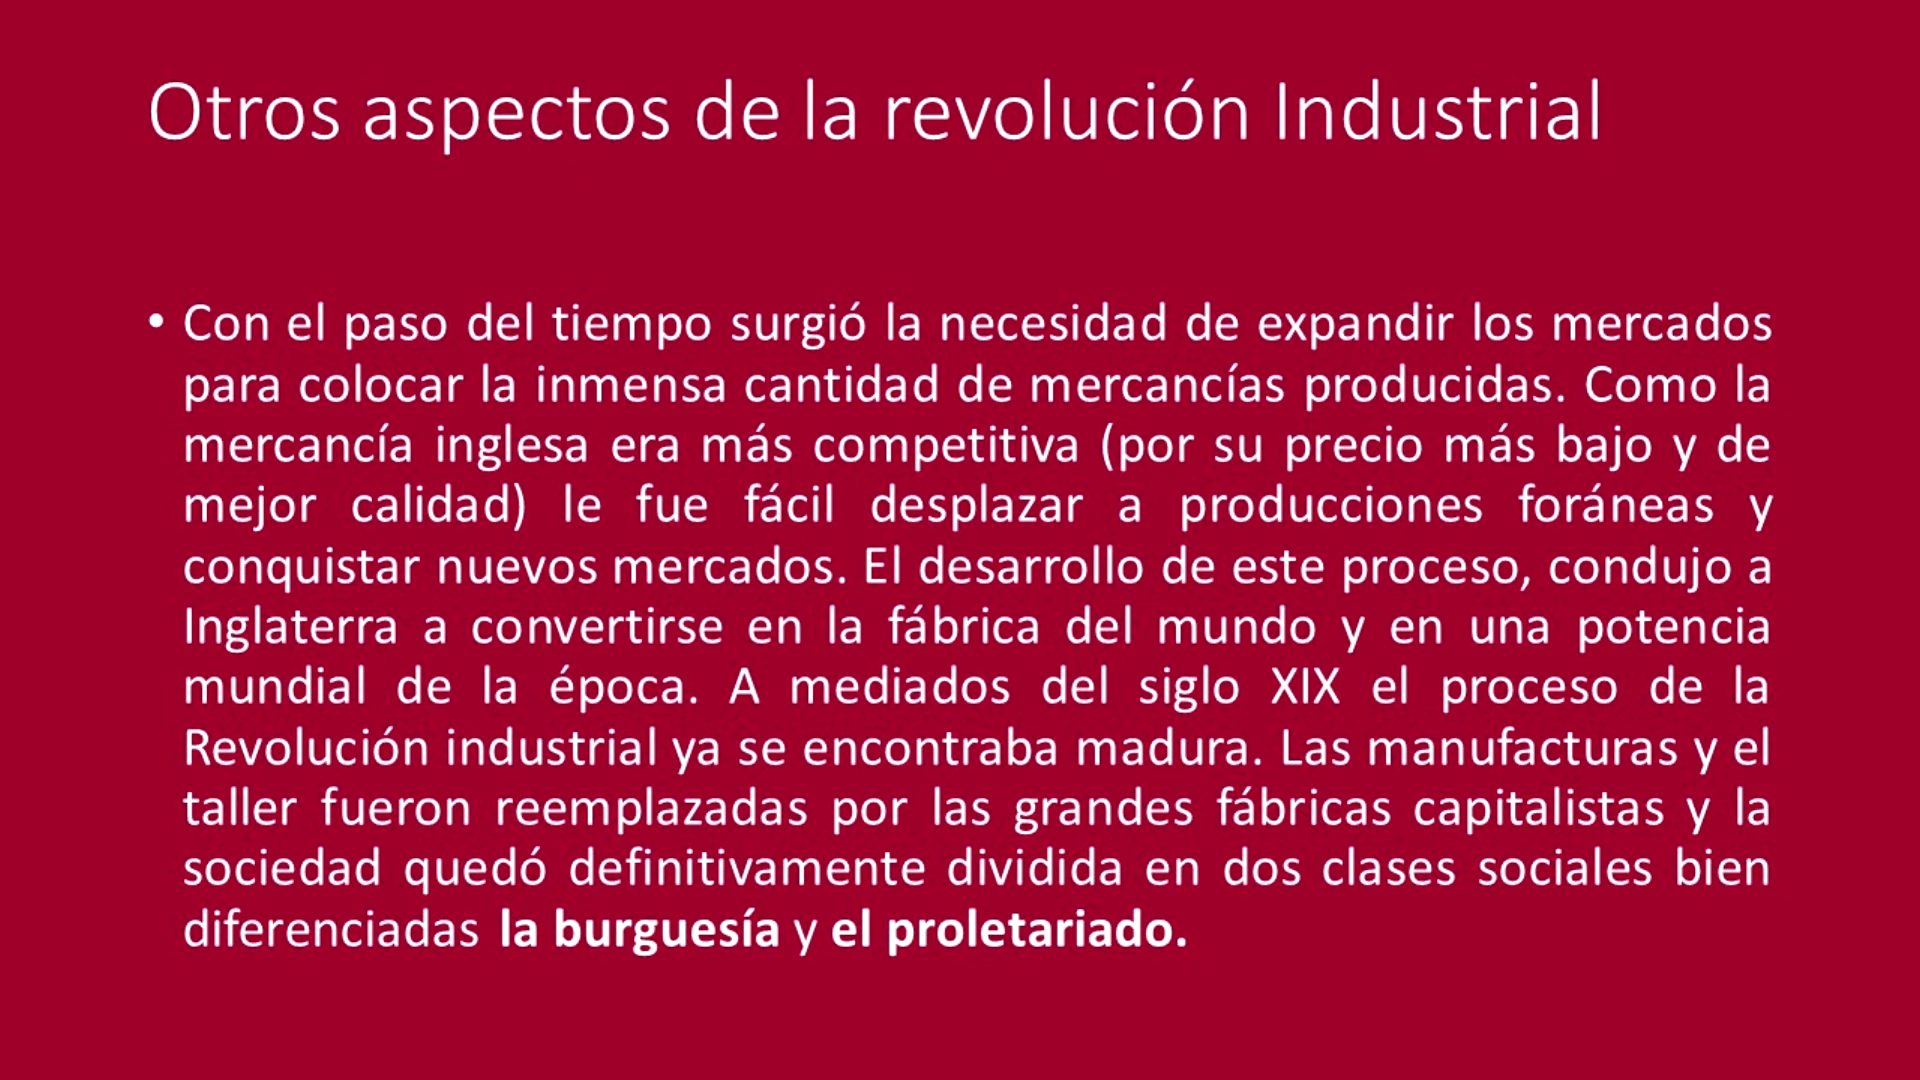 Otros aspectos de la revolución Industrial
• Con el paso del tiempo surgió la necesidad de expandir los mercados
para colocar la inmensa cantidad de mercancías producidas. Como la
mercancía inglesa era más competitiva (por su precio más bajo y de
mejor calidad) le fue fácil desplazar a producciones foráneas y
conquistar nuevos mercados. El desarrollo de este proceso, condujo a
Inglaterra a convertirse en la fábrica del mundo y en una potencia
mundial de la época. A mediados del siglo XIX el proceso de la
Revolución industrial ya se encontraba madura. Las manufacturas y el
taller fueron reemplazadas por las grandes fábricas capitalistas y la
sociedad quedó definitivamente dividida en dos clases sociales bien
diferenciadas la burguesía y el proletariado.